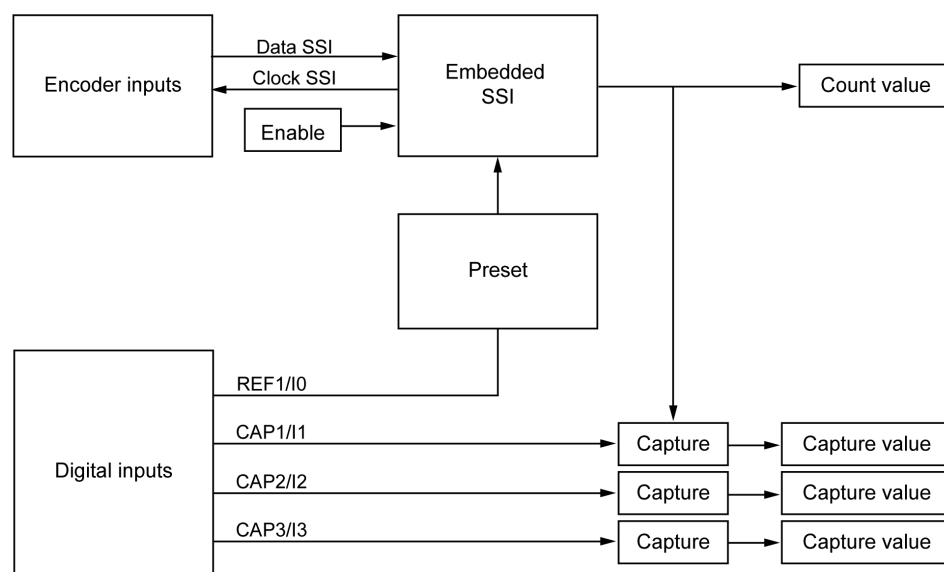 Encoder inputs
Data SSI
Clock SSI
Enable
Embedded
SSI
Count value
Preset
Digital inputs
REF1/I0
CAP1/I1
Capture
Capture value
CAP2/I2
Capture
Capture value
CAP3/I3
Capture
Capture value